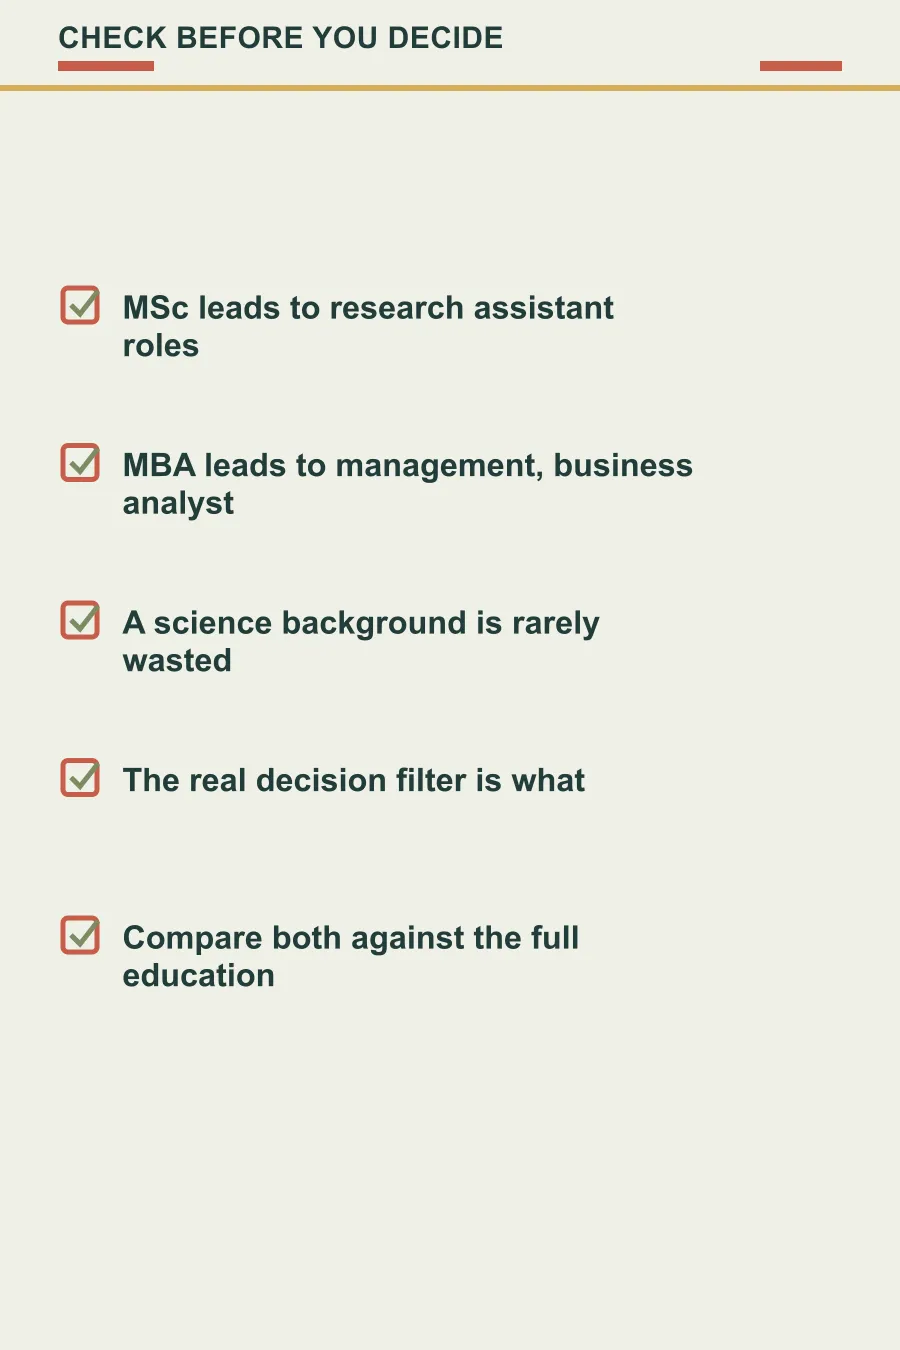 CHECK BEFORE YOU DECIDE
MSc leads to research assistant
roles
MBA leads to management, business
analyst
A science background is rarely
wasted
The real decision filter is what
Compare both against the full
education